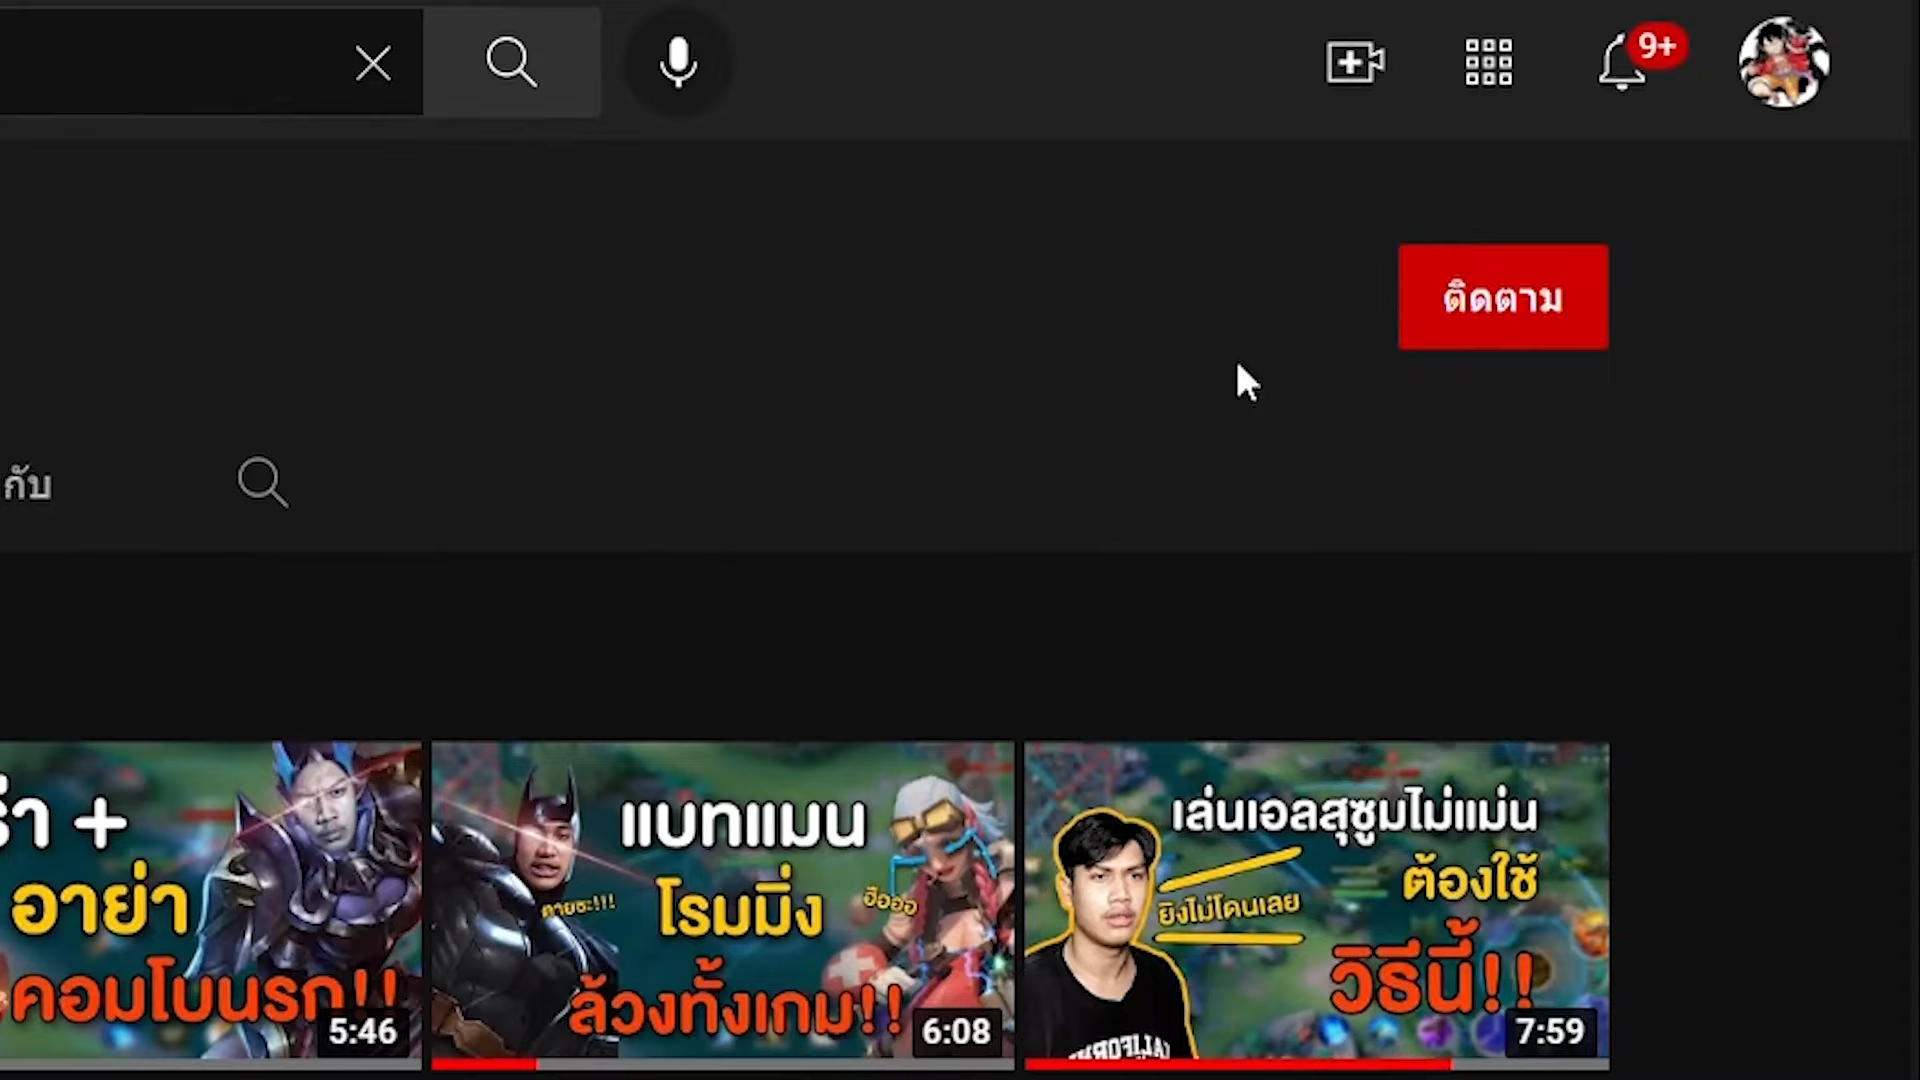 9+
ติดตาม
กับ
ร่า +
อาย่า
คอมโบนรก!!
5:46
แบทแมน
โรมมิ่ง
ล้วงทั้งเกม!!
ตายซะ!!!
ฮืออออ
6:08
เล่นเอลสุซูมไม่แม่น
ต้องใช้
ยิงไม่โดนเลย
วิธีนี้!!
7:59